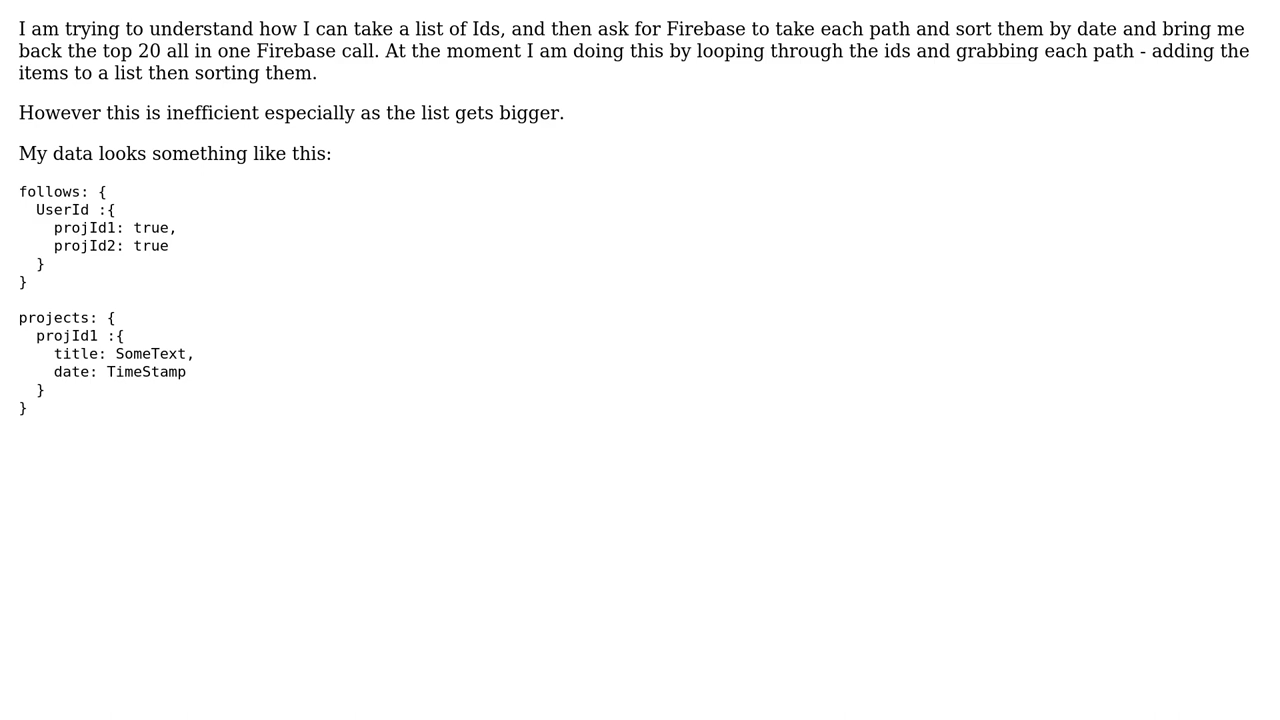 I am trying to understand how I can take a list of Ids, and then ask for Firebase to take each path and sort them by date and bring me
back the top 20 all in one Firebase call. At the moment I am doing this by looping through the ids and grabbing each path - adding the
items to a list then sorting them.
However this is inefficient especially as the list gets bigger.
My data looks something like this:
follows: {
  UserId :{
    projId1: true,
    projId2: true
  }
}
projects: {
  projId1 :{
    title: SomeText,
    date: TimeStamp
  }
}